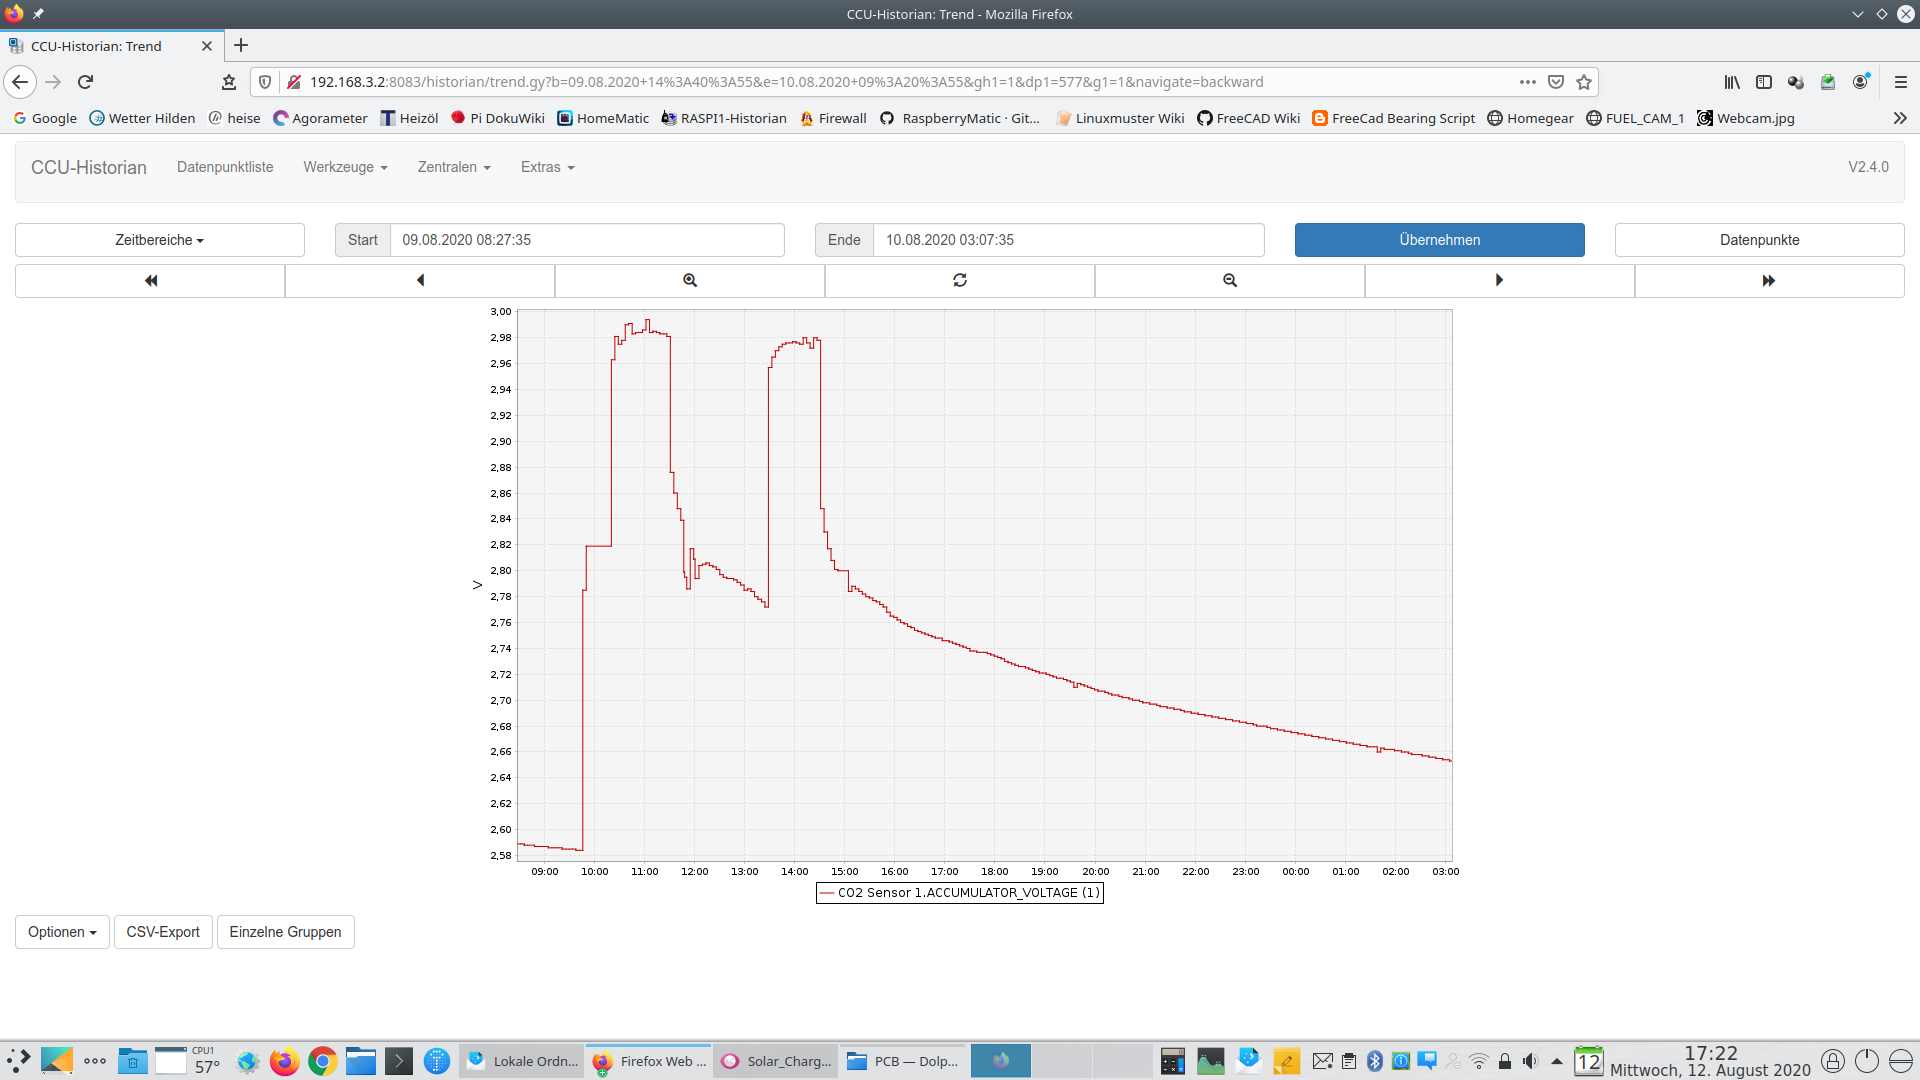 CCU-Historian: Trend - Mozilla Firefox
CCU-Historian: Trend
192.168.3.2:8083/historian/trend.gy?b=09.08.2020+14%3A40%3A55&e=10.08.2020+09%3A20%3A55&gh1=1&dp1=577&g1=1&navigate=backward
Google Wetter Hilden heise Agorameter Heizöl Pi DokuWiki HomeMatic RASPI1-Historian Firewall RaspberryMatic · Git... Linuxmuster Wiki FreeCAD Wiki FreeCad Bearing Script Homegear FUEL_CAM_1 Webcam.jpg
CCU-Historian Datenpunktliste Werkzeuge Zentralen Extras V2.4.0
Zeitbereiche Start 09.08.2020 08:27:35 Ende 10.08.2020 03:07:35 Übernehmen Datenpunkte
3,00
2,98
2,96
2,94
2,92
2,90
2,88
2,86
2,84
2,82
2,80
V
2,78
2,76
2,74
2,72
2,70
2,68
2,66
2,64
2,62
2,60
2,58
09:00 10:00 11:00 12:00 13:00 14:00 15:00 16:00 17:00 18:00 19:00 20:00 21:00 22:00 23:00 00:00 01:00 02:00 03:00
CO2 Sensor 1.ACCUMULATOR_VOLTAGE (1)
Optionen CSV-Export Einzelne Gruppen
CPU1
57°
Lokale Ordn... Firefox Web ... Solar_Charg... PCB — Dolp...
12
17:22
Mittwoch, 12. August 2020